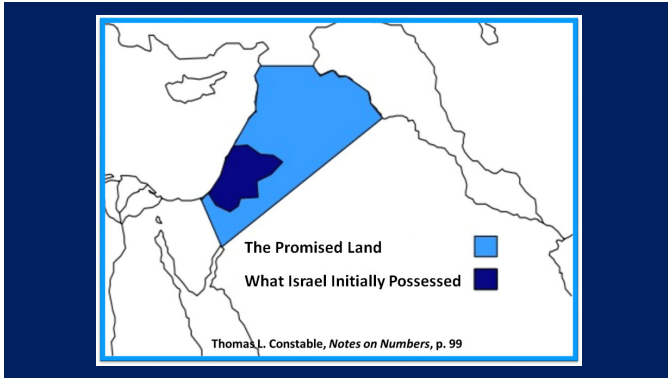 The Promised Land
What Israel Initially Possessed
Thomas L. Constable, Notes on Numbers, p. 99